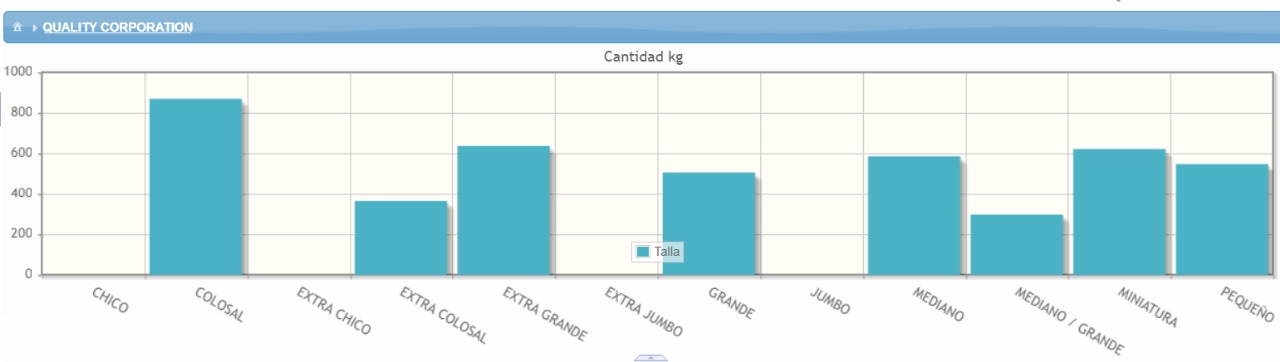 QUALITY CORPORATION
Cantidad kg
1000
800
600
400
200
0
Talla
CHICO
COLOSAL
EXTRA CHICO
EXTRA COLOSAL
EXTRA GRANDE
EXTRA JUMBO
GRANDE
JUMBO
MEDIANO
MEDIANO / GRANDE
MINIATURA
PEQUEÑO